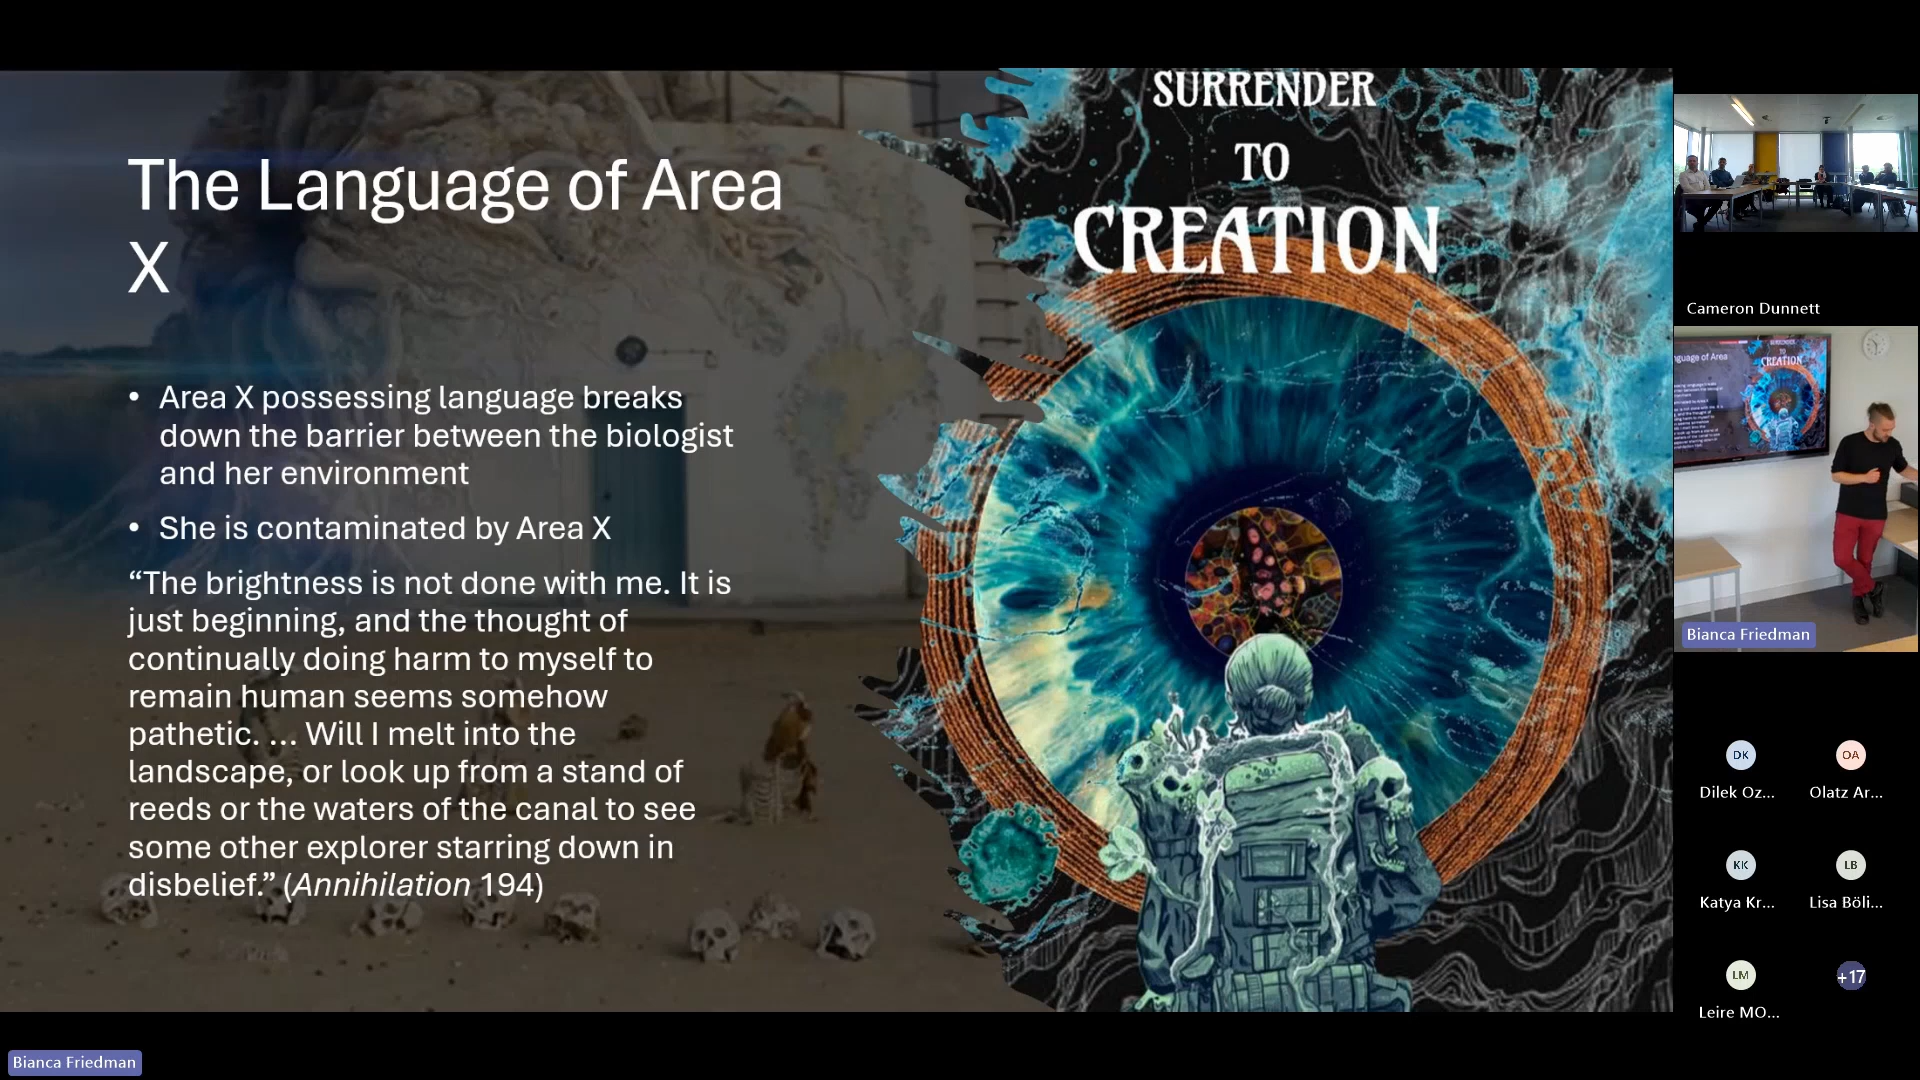 The Language of Area
X
• Area X possessing language breaks
down the barrier between the biologist
and her environment
• She is contaminated by Area X
“The brightness is not done with me. It is
just beginning, and the thought of
continually doing harm to myself to
remain human seems somehow
pathetic. … Will I melt into the
landscape, or look up from a stand of
reeds or the waters of the canal to see
some other explorer starring down in
disbelief.” (Annihilation 194)
SURRENDER
TO
CREATION
Cameron Dunnett
SURRENDER
TO
CREATION
Bianca Friedman
DK
OA
Dilek Oz...
Olatz Ar...
KK
LB
Katya Kr...
Lisa Böli...
LM
+17
Leire MO...
Bianca Friedman